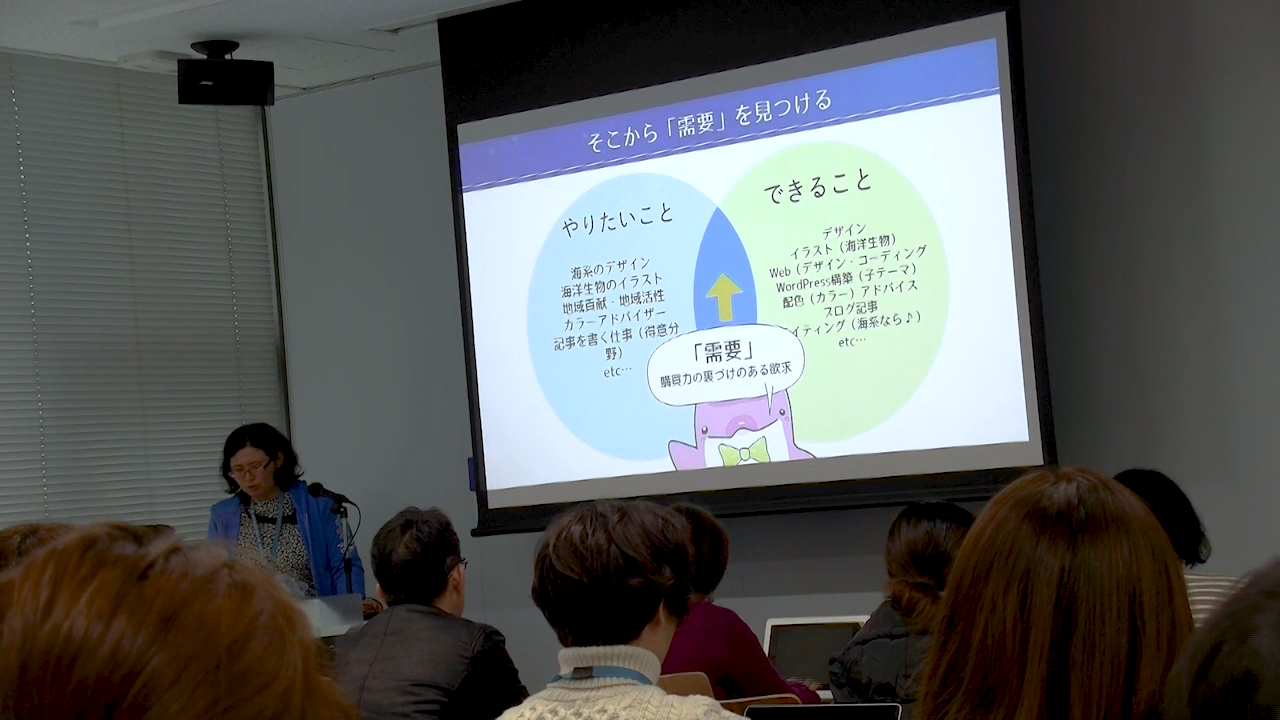 そこから「需要」を見つける
やりたいこと
海系のデザイン
海洋生物のイラスト
地域貢献・地域活性
カラーアドバイザー
記事を書く仕事（得意分
野）
etc…
できること
デザイン
イラスト（海洋生物）
Web（デザイン・コーディング
WordPress構築（子テーマ）
配色（カラー）アドバイス
ブログ記事
イティング（海系なら♪）
etc…
「需要」
購買力の裏づけのある欲求